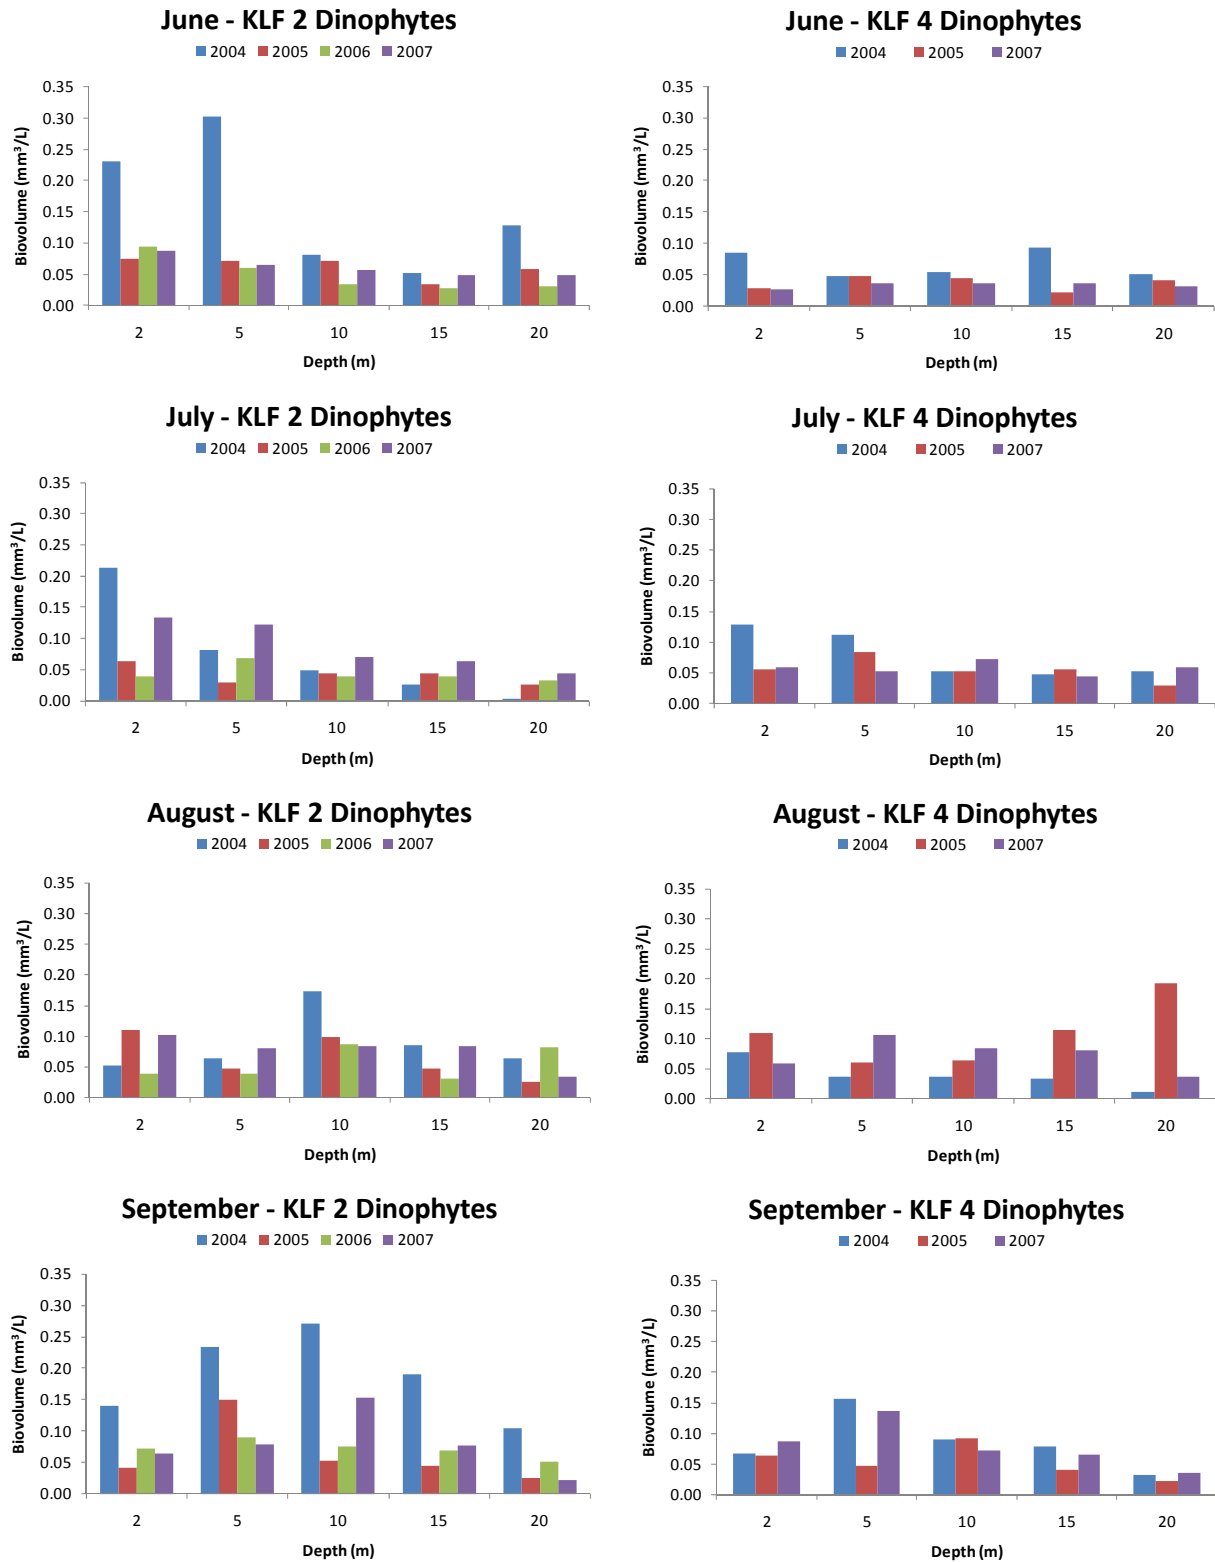 June - KLF 2 Dinophytes
2004 2005 2006 2007
0.35
0.30
0.25
0.20
0.15
0.10
0.05
0.00
Biovolume (mm³/L)
2 5 10 15 20
Depth (m)
June - KLF 4 Dinophytes
2004 2005 2007
0.35
0.30
0.25
0.20
0.15
0.10
0.05
0.00
Biovolume (mm³/L)
2 5 10 15 20
Depth (m)
July - KLF 2 Dinophytes
2004 2005 2006 2007
0.35
0.30
0.25
0.20
0.15
0.10
0.05
0.00
Biovolume (mm³/L)
2 5 10 15 20
Depth (m)
July - KLF 4 Dinophytes
2004 2005 2007
0.35
0.30
0.25
0.20
0.15
0.10
0.05
0.00
Biovolume (mm³/L)
2 5 10 15 20
Depth (m)
August - KLF 2 Dinophytes
2004 2005 2006 2007
0.35
0.30
0.25
0.20
0.15
0.10
0.05
0.00
Biovolume (mm³/L)
2 5 10 15 20
Depth (m)
August - KLF 4 Dinophytes
2004 2005 2007
0.35
0.30
0.25
0.20
0.15
0.10
0.05
0.00
Biovolume (mm³/L)
2 5 10 15 20
Depth (m)
September - KLF 2 Dinophytes
2004 2005 2006 2007
0.35
0.30
0.25
0.20
0.15
0.10
0.05
0.00
Biovolume (mm³/L)
2 5 10 15 20
Depth (m)
September - KLF 4 Dinophytes
2004 2005 2007
0.35
0.30
0.25
0.20
0.15
0.10
0.05
0.00
Biovolume (mm³/L)
2 5 10 15 20
Depth (m)